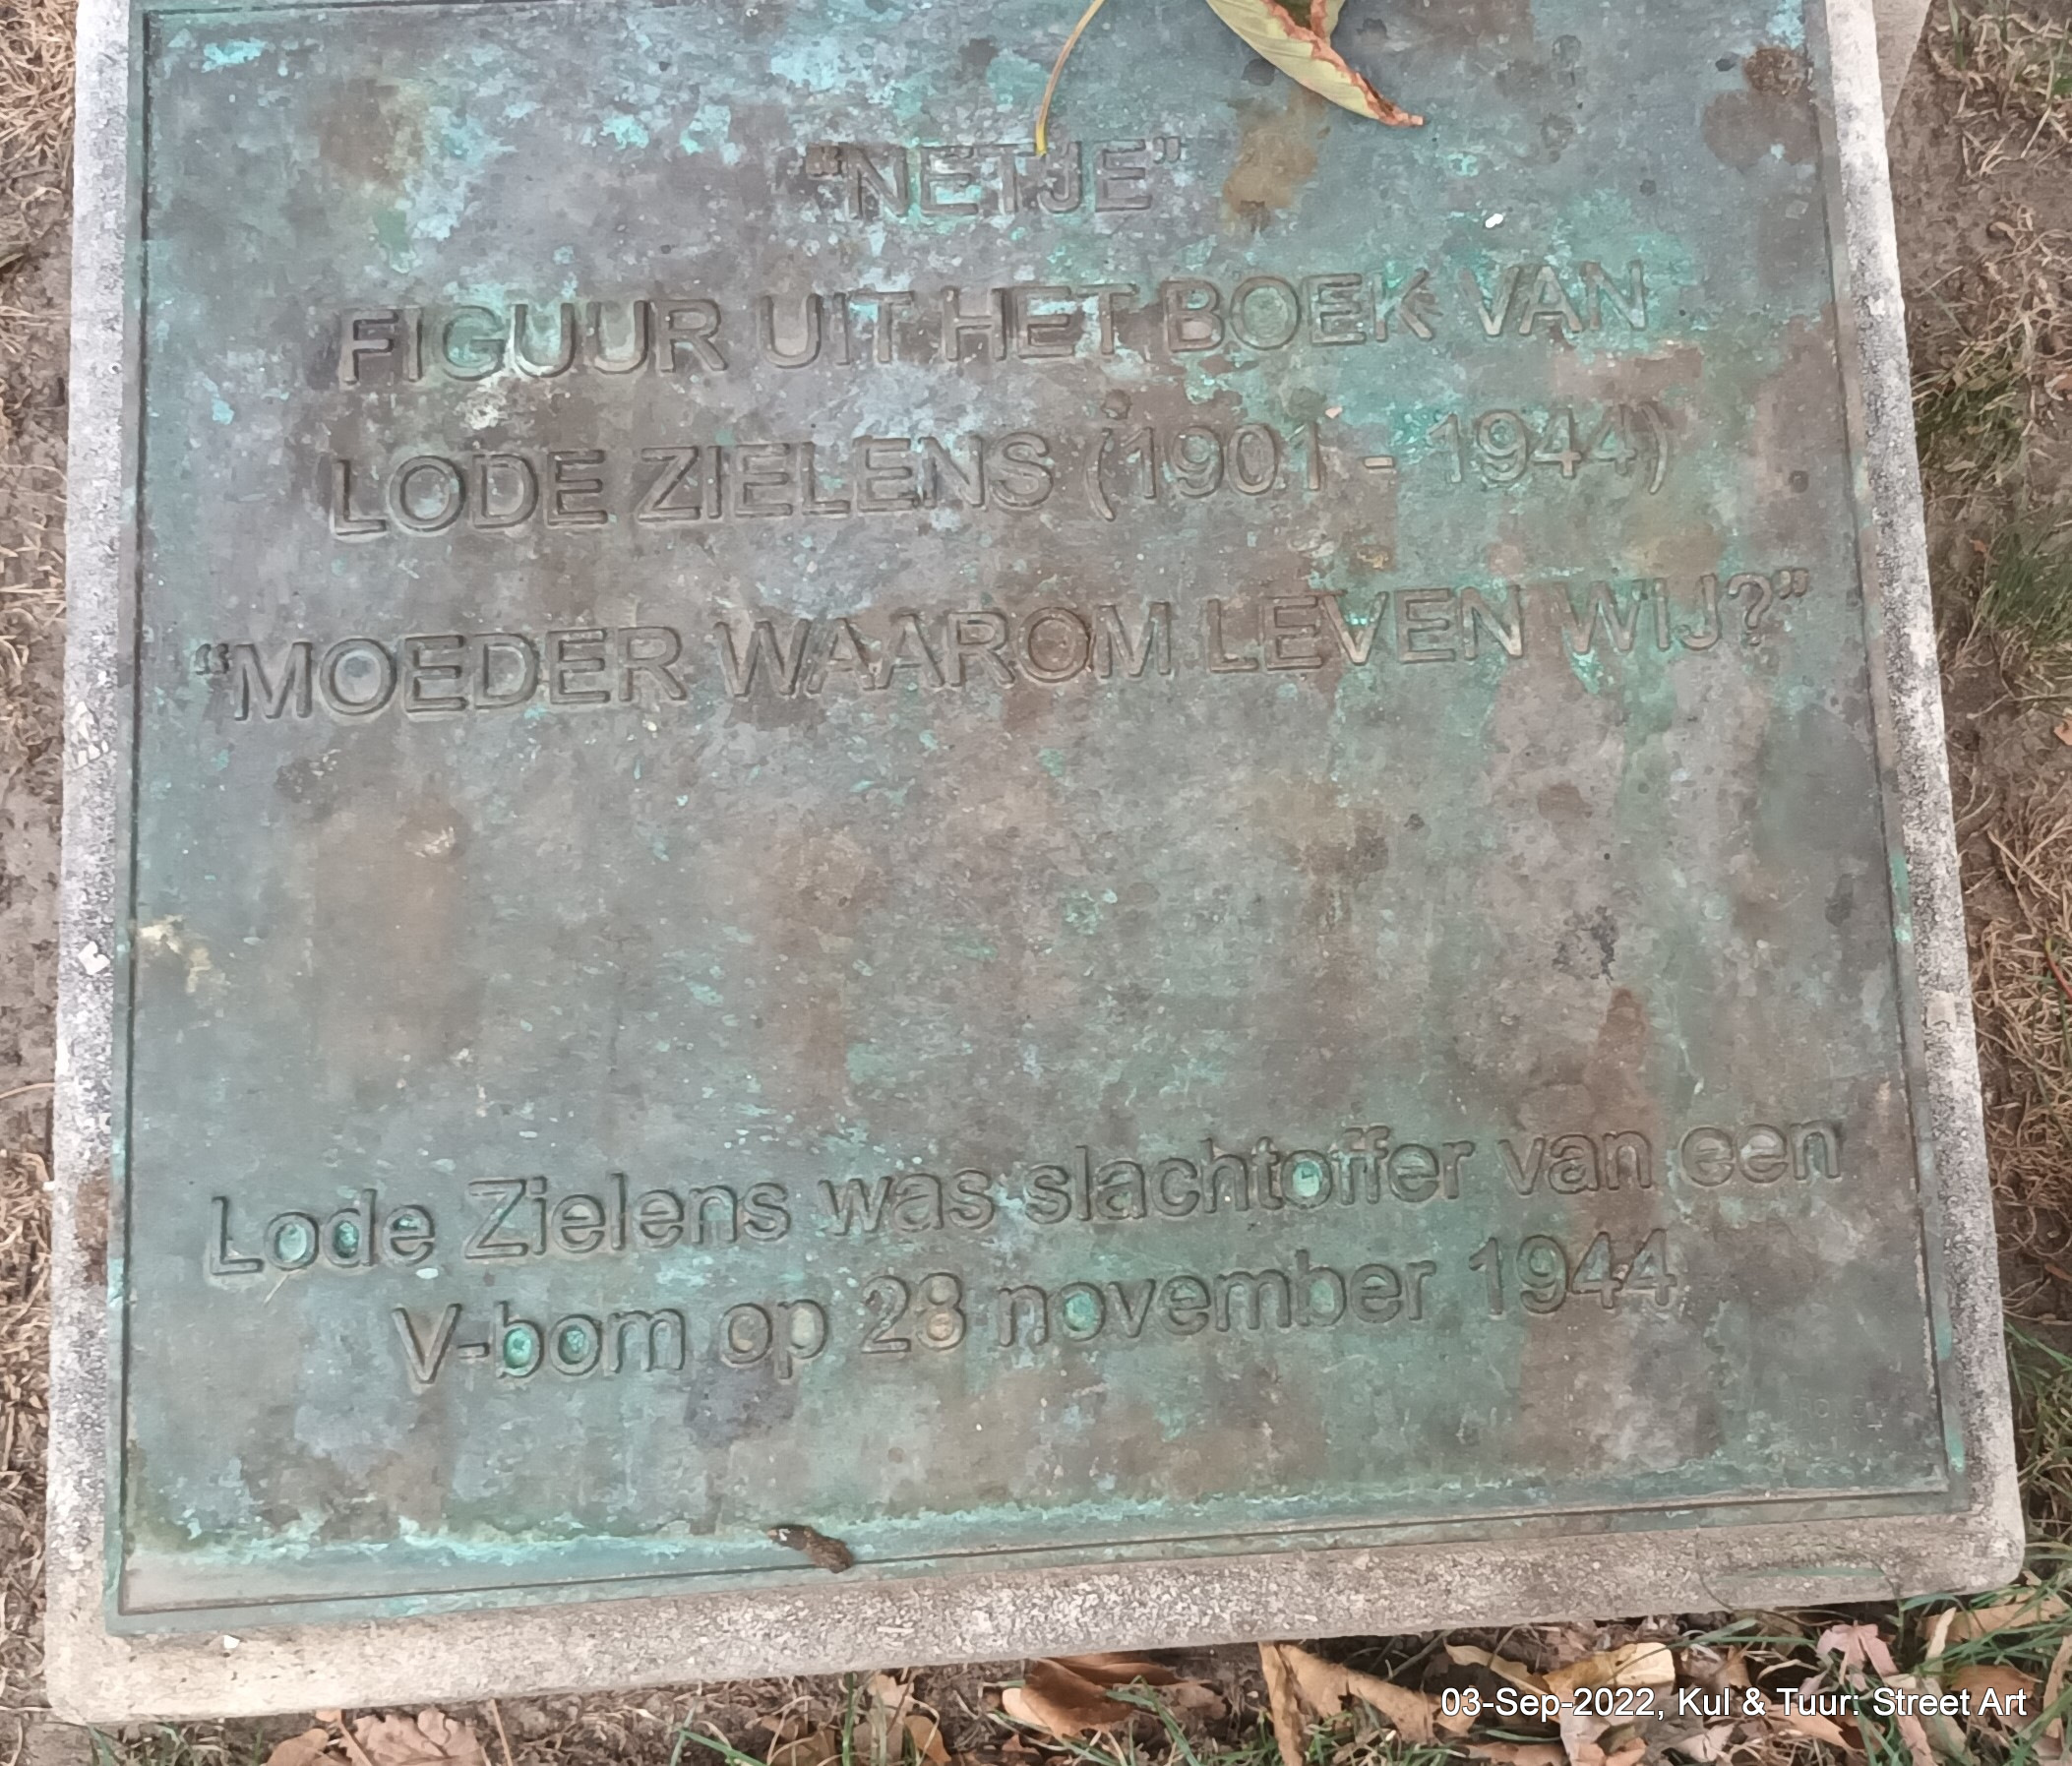 “NETJE”
FIGUUR UIT HET BOEK VAN
LODE ZIELENS (1901 - 1944)
“MOEDER WAAROM LEVEN WIJ?”
Lode Zielens was slachtoffer van een
V-bom op 28 november 1944
03-Sep-2022, Kul & Tuur: Street Art